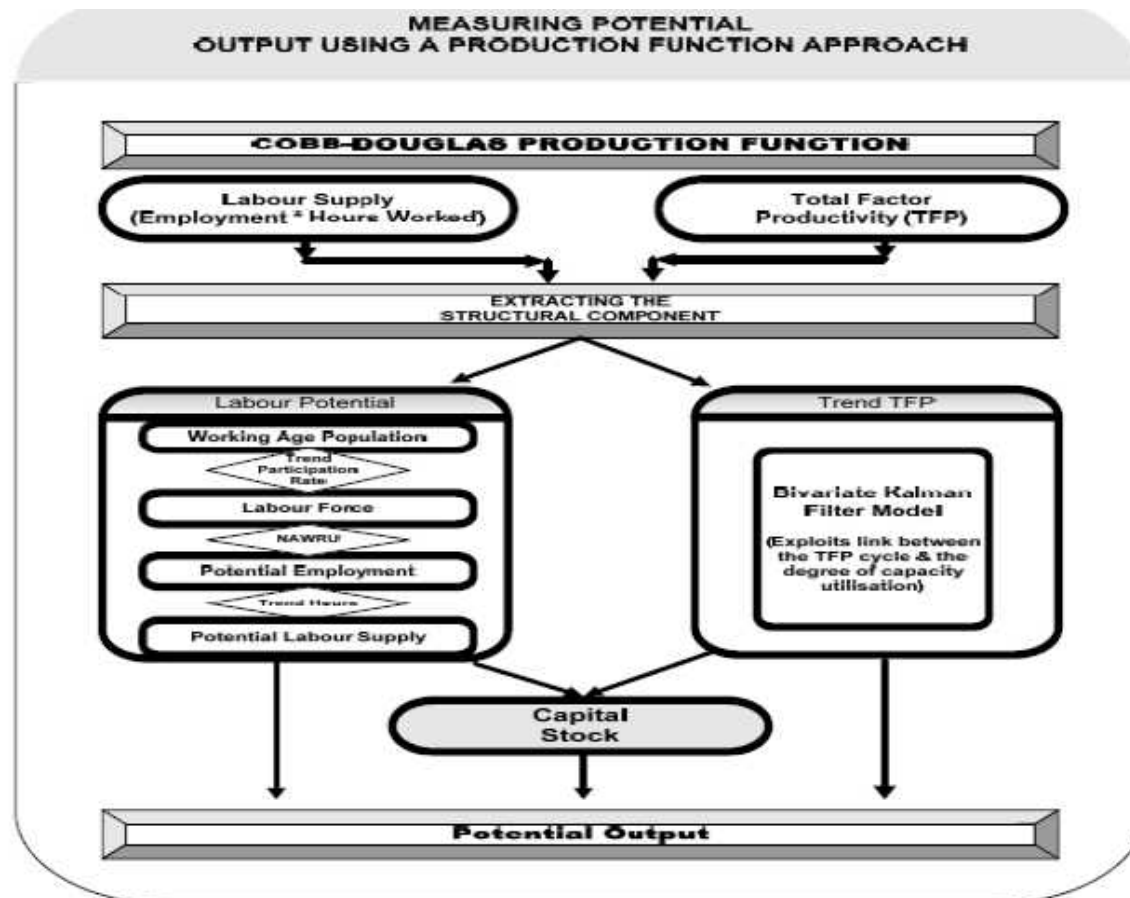 MEASURING POTENTIAL
OUTPUT USING A PRODUCTION FUNCTION APPROACH
COBB-DOUGLAS PRODUCTION FUNCTION
Labour Supply
(Employment * Hours Worked)
Total Factor
Productivity (TFP)
EXTRACTING THE
STRUCTURAL COMPONENT
Labour Potential
Working Age Population
Trend
Participation
Rate
Labour Force
NAWRU
Potential Employment
Trend Hours
Potential Labour Supply
Trend TFP
Bivariate Kalman
Filter Model
(Exploits link between
the TFP cycle & the
degree of capacity
utilisation)
Capital
Stock
Potential Output